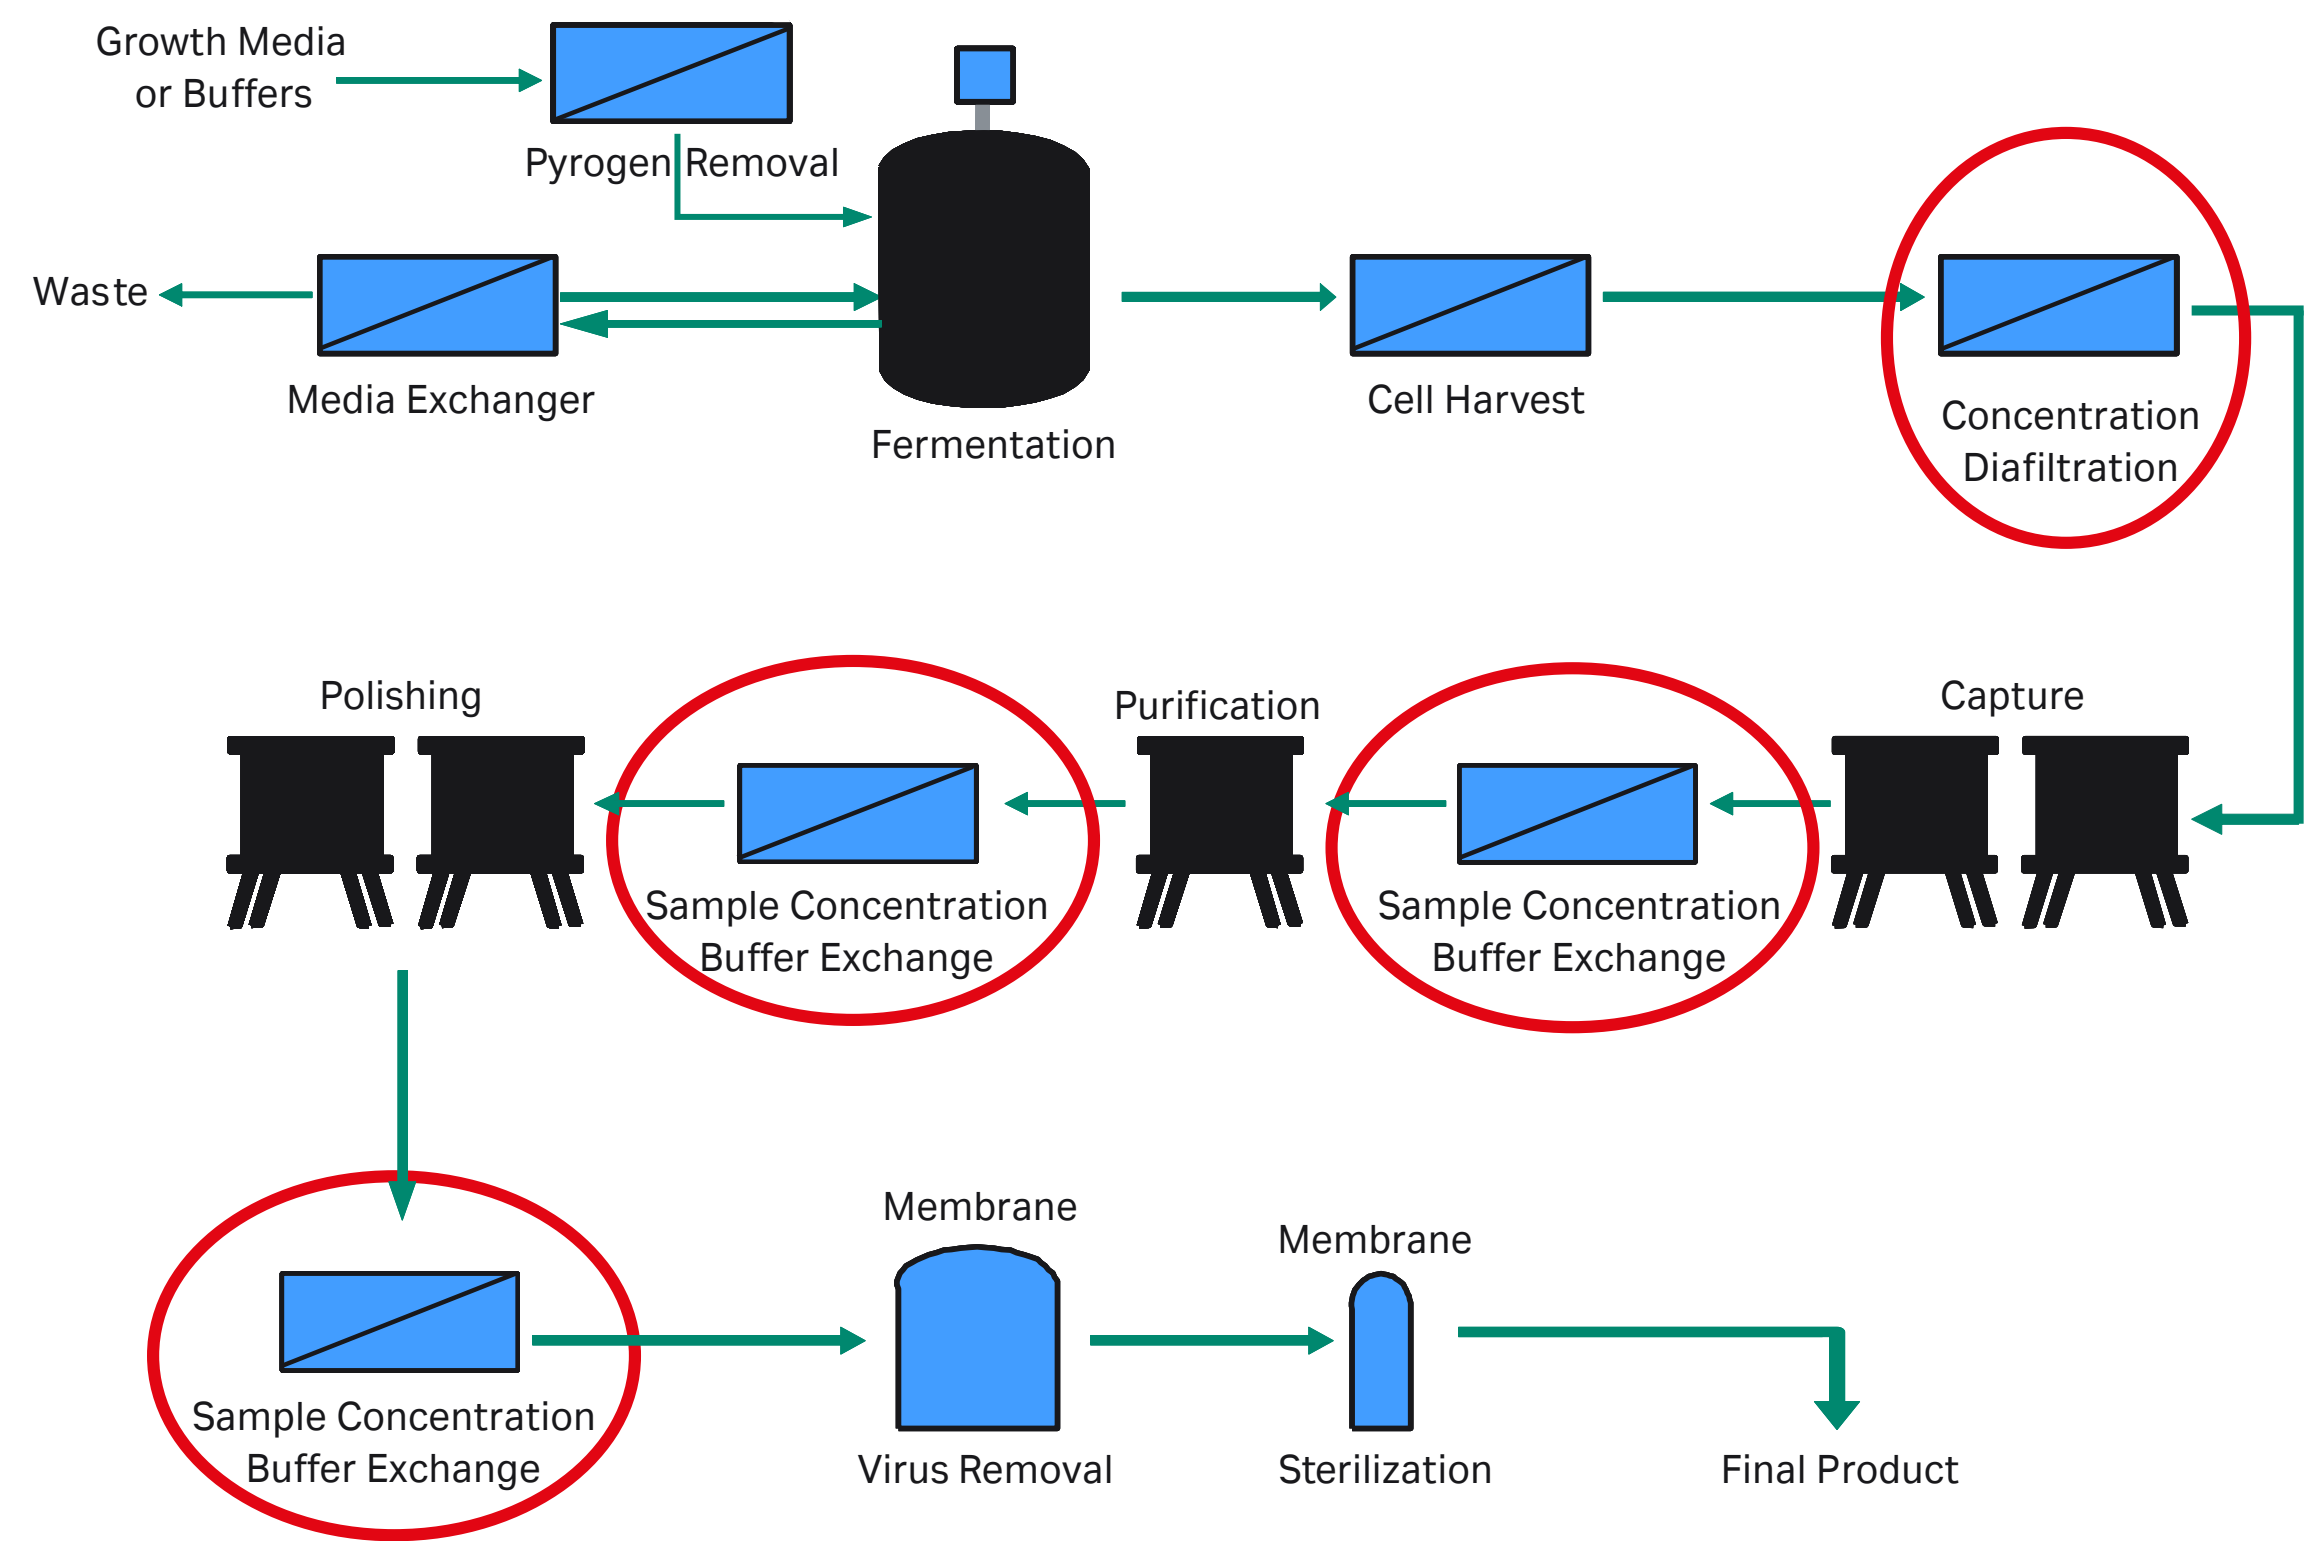 Growth Media
or Buffers
Pyrogen Removal
Waste
Media Exchanger
Fermentation
Cell Harvest
Concentration
Diafiltration
Capture
Sample Concentration
Buffer Exchange
Purification
Sample Concentration
Buffer Exchange
Polishing
Sample Concentration
Buffer Exchange
Membrane
Virus Removal
Membrane
Sterilization
Final Product